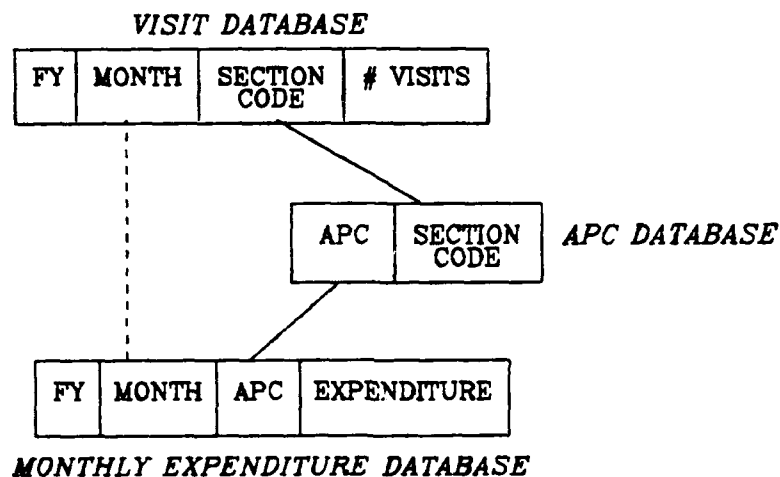 VISIT DATABASE
FY MONTH SECTION CODE # VISITS
APC SECTION CODE APC DATABASE
FY MONTH APC EXPENDITURE
MONTHLY EXPENDITURE DATABASE